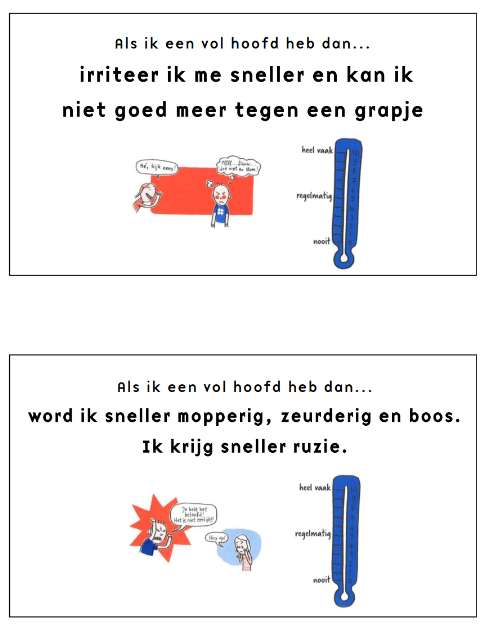 Als ik een vol hoofd heb dan...
irriteer ik me sneller en kan ik
niet goed meer tegen een grapje
Hé, kijk eens!
heel vaak
regelmatig
nooit
Als ik een vol hoofd heb dan...
word ik sneller mopperig, zeurderig en boos.
Ik krijg sneller ruzie.
Je hebt het
beloofd!
Het is niet eerlijk!
heel vaak
regelmatig
nooit